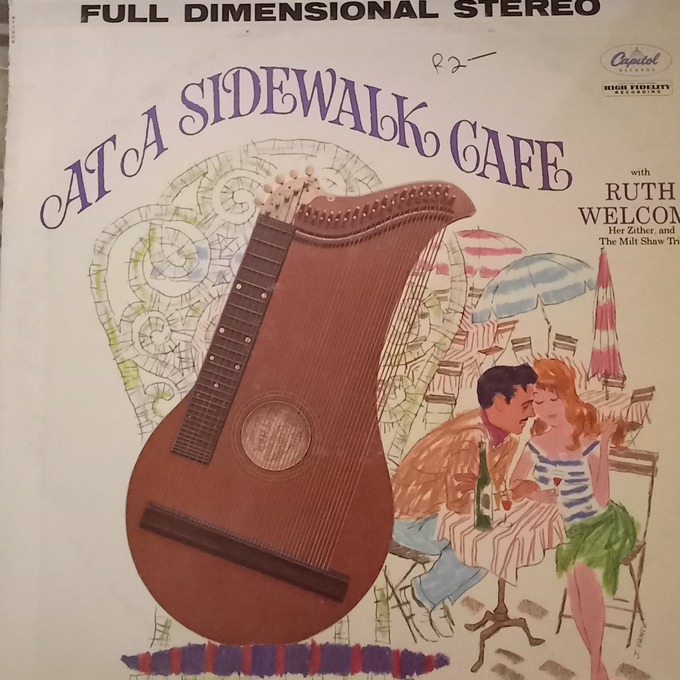 FULL DIMENSIONAL STEREO
R2-
Capitol
RECORDS
HIGH FIDELITY
RECORDING
AT A SIDEWALK CAFE
with
RUTH
WELCOM
Her Zither, and
The Milt Shaw Tri